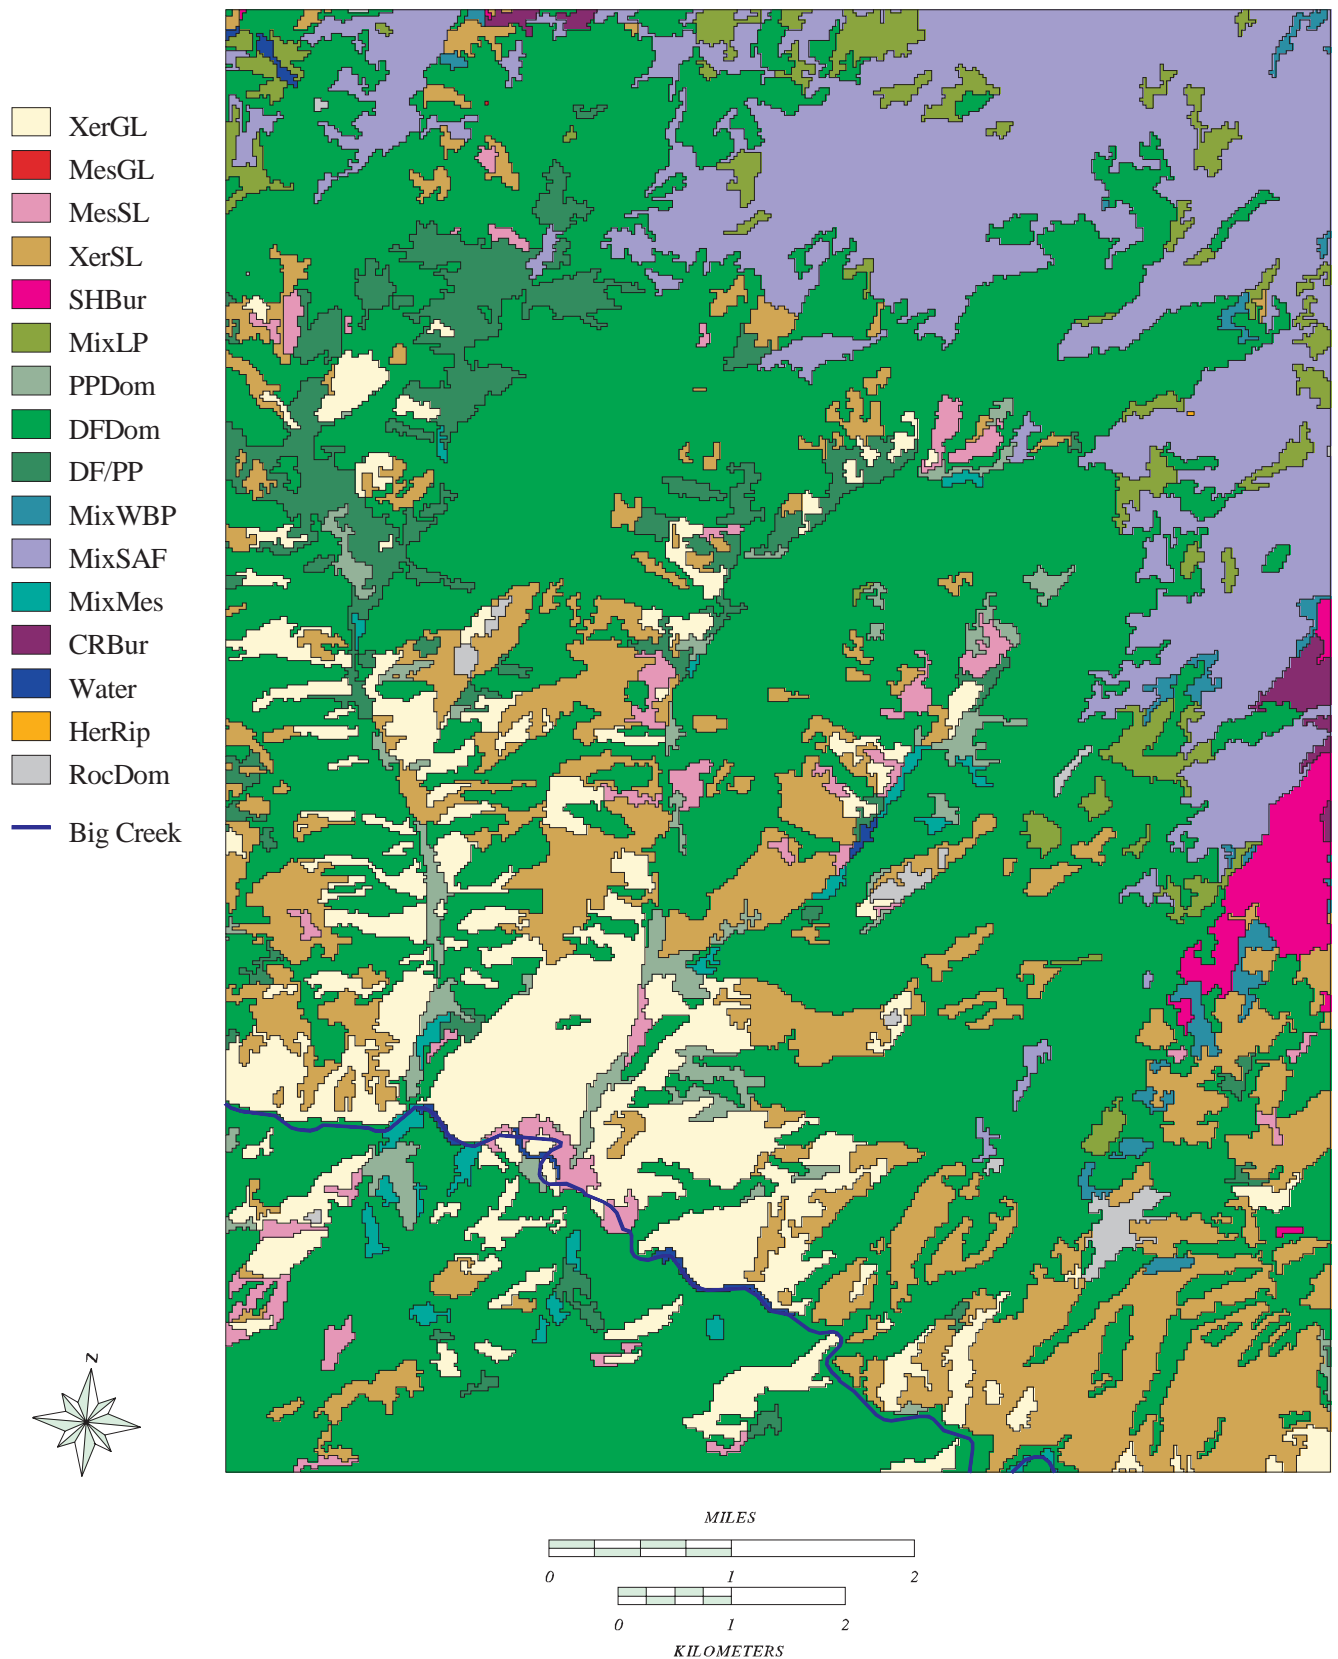 XerGL
MesGL
MesSL
XerSL
SHBur
MixLP
PPDom
DFDom
DF/PP
MixWBP
MixSAF
MixMes
CRBur
Water
HerRip
RocDom
Big Creek
N
MILES
0 1 2
0 1 2
KILOMETERS